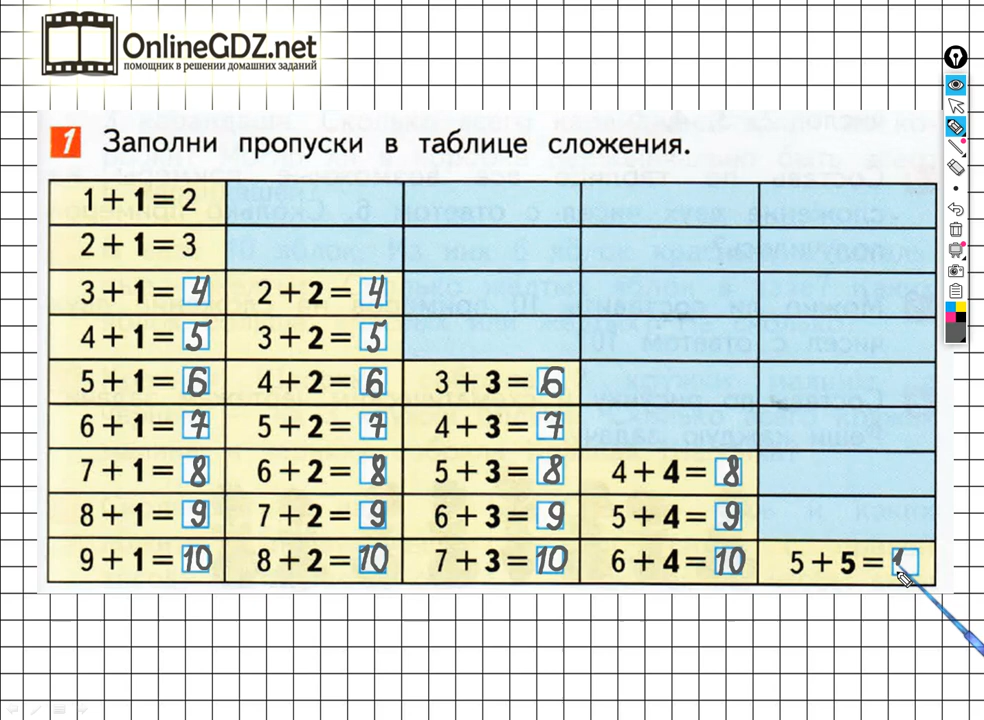 OnlineGDZ.net
помощник в решении домашних заданий
1 Заполни пропуски в таблице сложения.
1 + 1 = 2
2 + 1 = 3
3 + 1 = 4 2 + 2 = 4
4 + 1 = 5 3 + 2 = 5
5 + 1 = 6 4 + 2 = 6 3 + 3 = 6
6 + 1 = 7 5 + 2 = 7 4 + 3 = 7
7 + 1 = 8 6 + 2 = 8 5 + 3 = 8 4 + 4 = 8
8 + 1 = 9 7 + 2 = 9 6 + 3 = 9 5 + 4 = 9
9 + 1 = 10 8 + 2 = 10 7 + 3 = 10 6 + 4 = 10 5 + 5 = 1